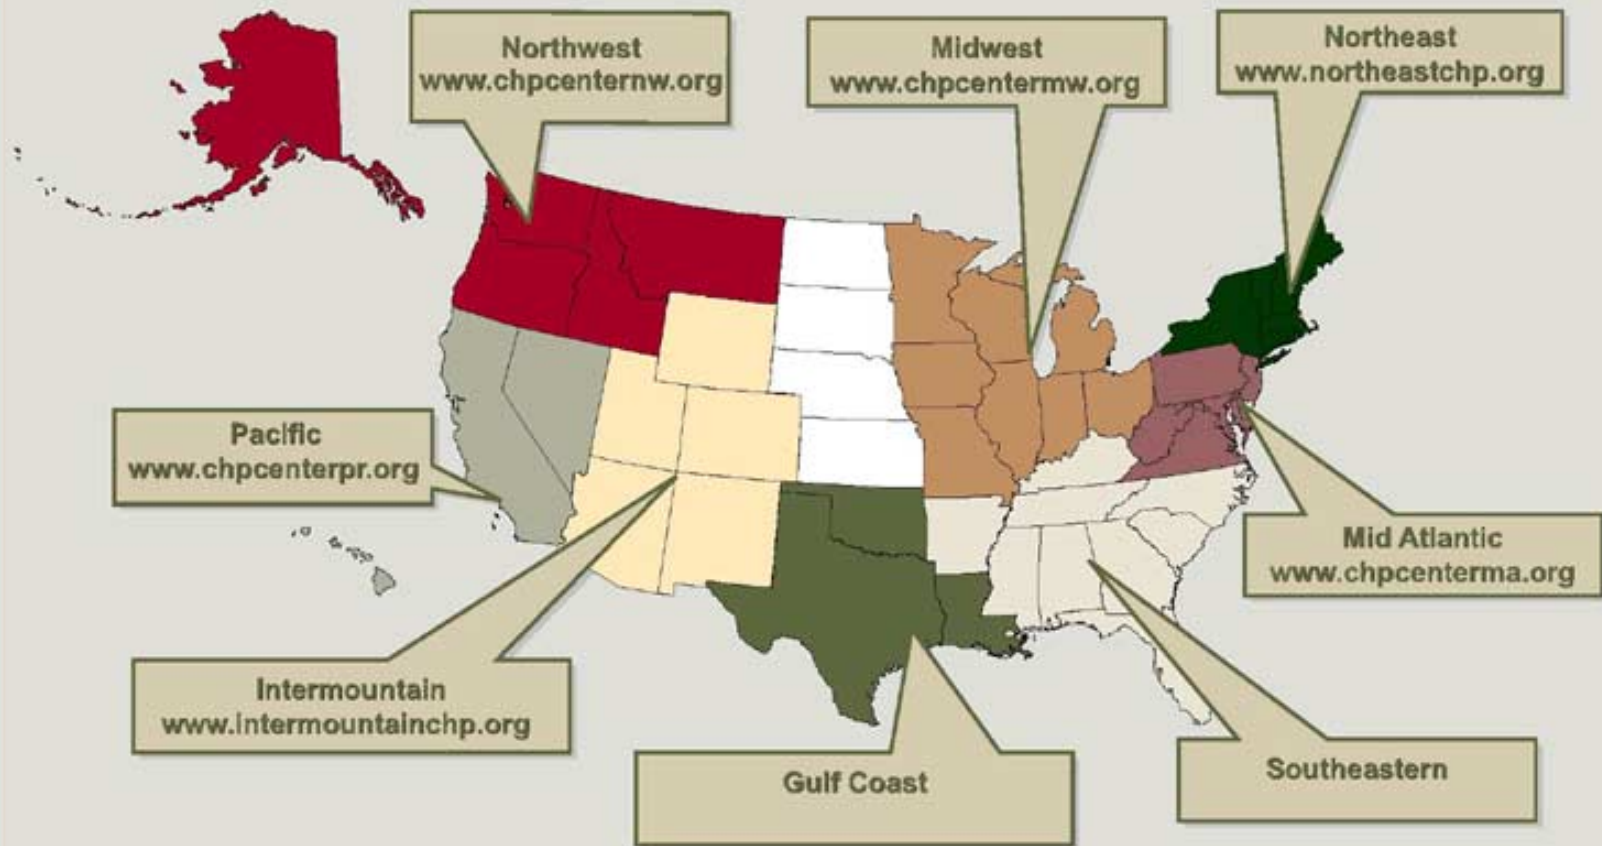 Northwest
www.chpcenternw.org
Midwest
www.chpcentermw.org
Northeast
www.northeastchp.org
Pacific
www.chpcenterpr.org
Mid Atlantic
www.chpcenterma.org
Intermountain
www.intermountainchp.org
Gulf Coast
Southeastern